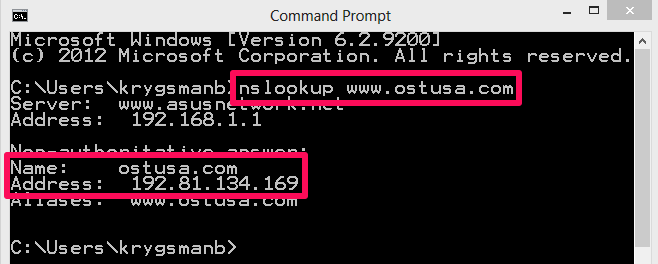 Command Prompt
Microsoft Windows [Version 6.2.9200]
(c) 2012 Microsoft Corporation. All rights reserved.
C:\Users\krygsmanb>nslookup www.ostusa.com
Server:  www.asusnetwork.net
Address:  192.168.1.1
Non-authoritative answer:
Name:    ostusa.com
Address:  192.81.134.169
Aliases:  www.ostusa.com
C:\Users\krygsmanb>